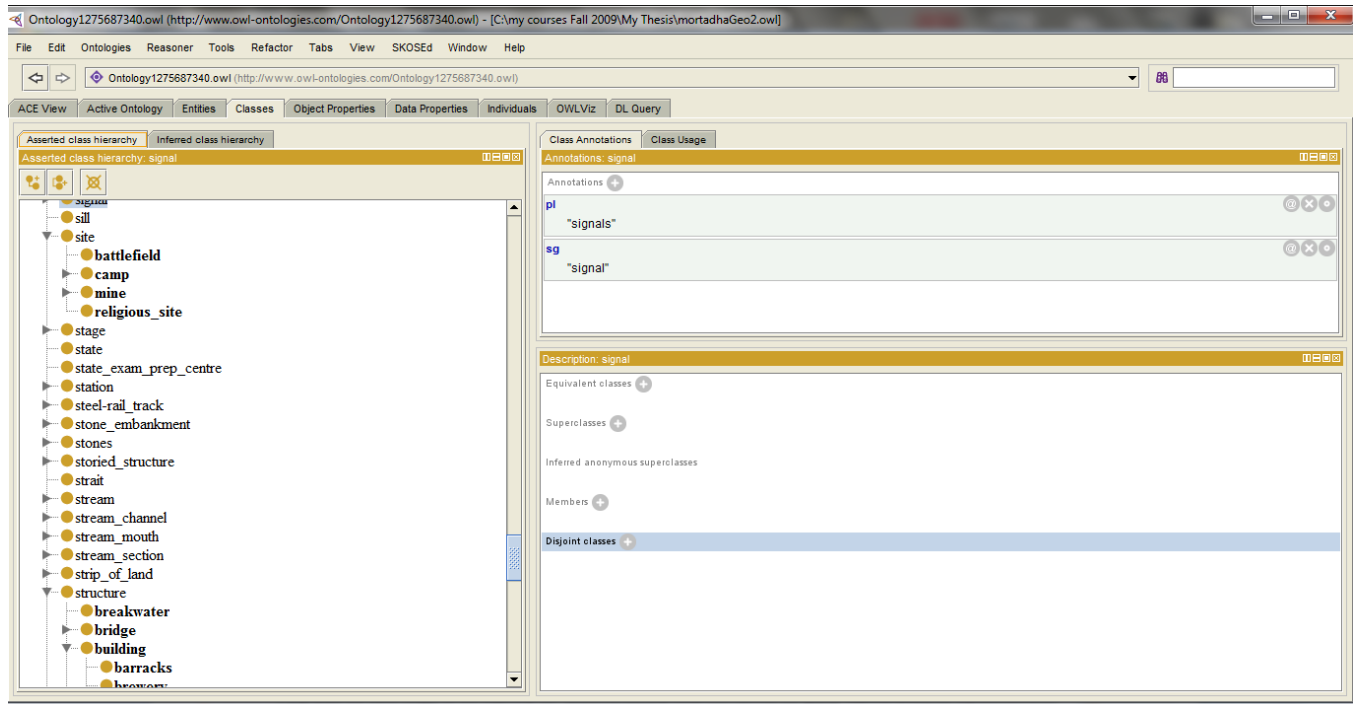 Ontology1275687340.owl (http://www.owl-ontologies.com/Ontology1275687340.owl) - [C:\my courses Fall 2009\My Thesis\mortadhaGeo2.owl]
File Edit Ontologies Reasoner Tools Refactor Tabs View SKOSEd Window Help
Ontology1275687340.owl (http://www.owl-ontologies.com/Ontology1275687340.owl)
ACE View Active Ontology Entities Classes Object Properties Data Properties Individuals OWLViz DL Query
Asserted class hierarchy Inferred class hierarchy
Asserted class hierarchy: signal
signal
sill
site
battlefield
camp
mine
religious_site
stage
state
state_exam_prep_centre
station
steel-rail_track
stone_embankment
stones
storied_structure
strait
stream
stream_channel
stream_mouth
stream_section
strip_of_land
structure
breakwater
bridge
building
barracks
brewery
Class Annotations Class Usage
Annotations: signal
Annotations
pl
"signals"
sg
"signal"
Description: signal
Equivalent classes
Superclasses
Inferred anonymous superclasses
Members
Disjoint classes